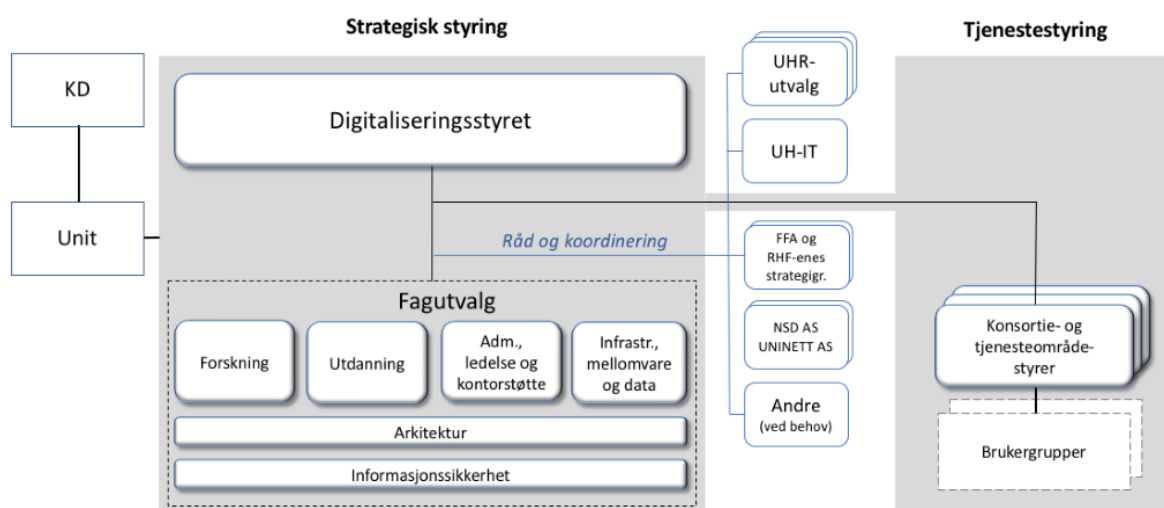 Strategisk styring
Tjenestestyring
KD
Unit
Digitaliseringsstyret
Råd og koordinering
Fagutvalg
Forskning
Utdanning
Adm.,
ledelse og
kontorstøtte
Infrastr.,
mellomvare
og data
Arkitektur
Informasjonssikkerhet
UHR-
utvalg
UH-IT
FFA og
RHF-enes
strategigr.
NSD AS
UNINETT AS
Andre
(ved behov)
Konsortie- og
tjenesteområde-
styrer
Brukergrupper